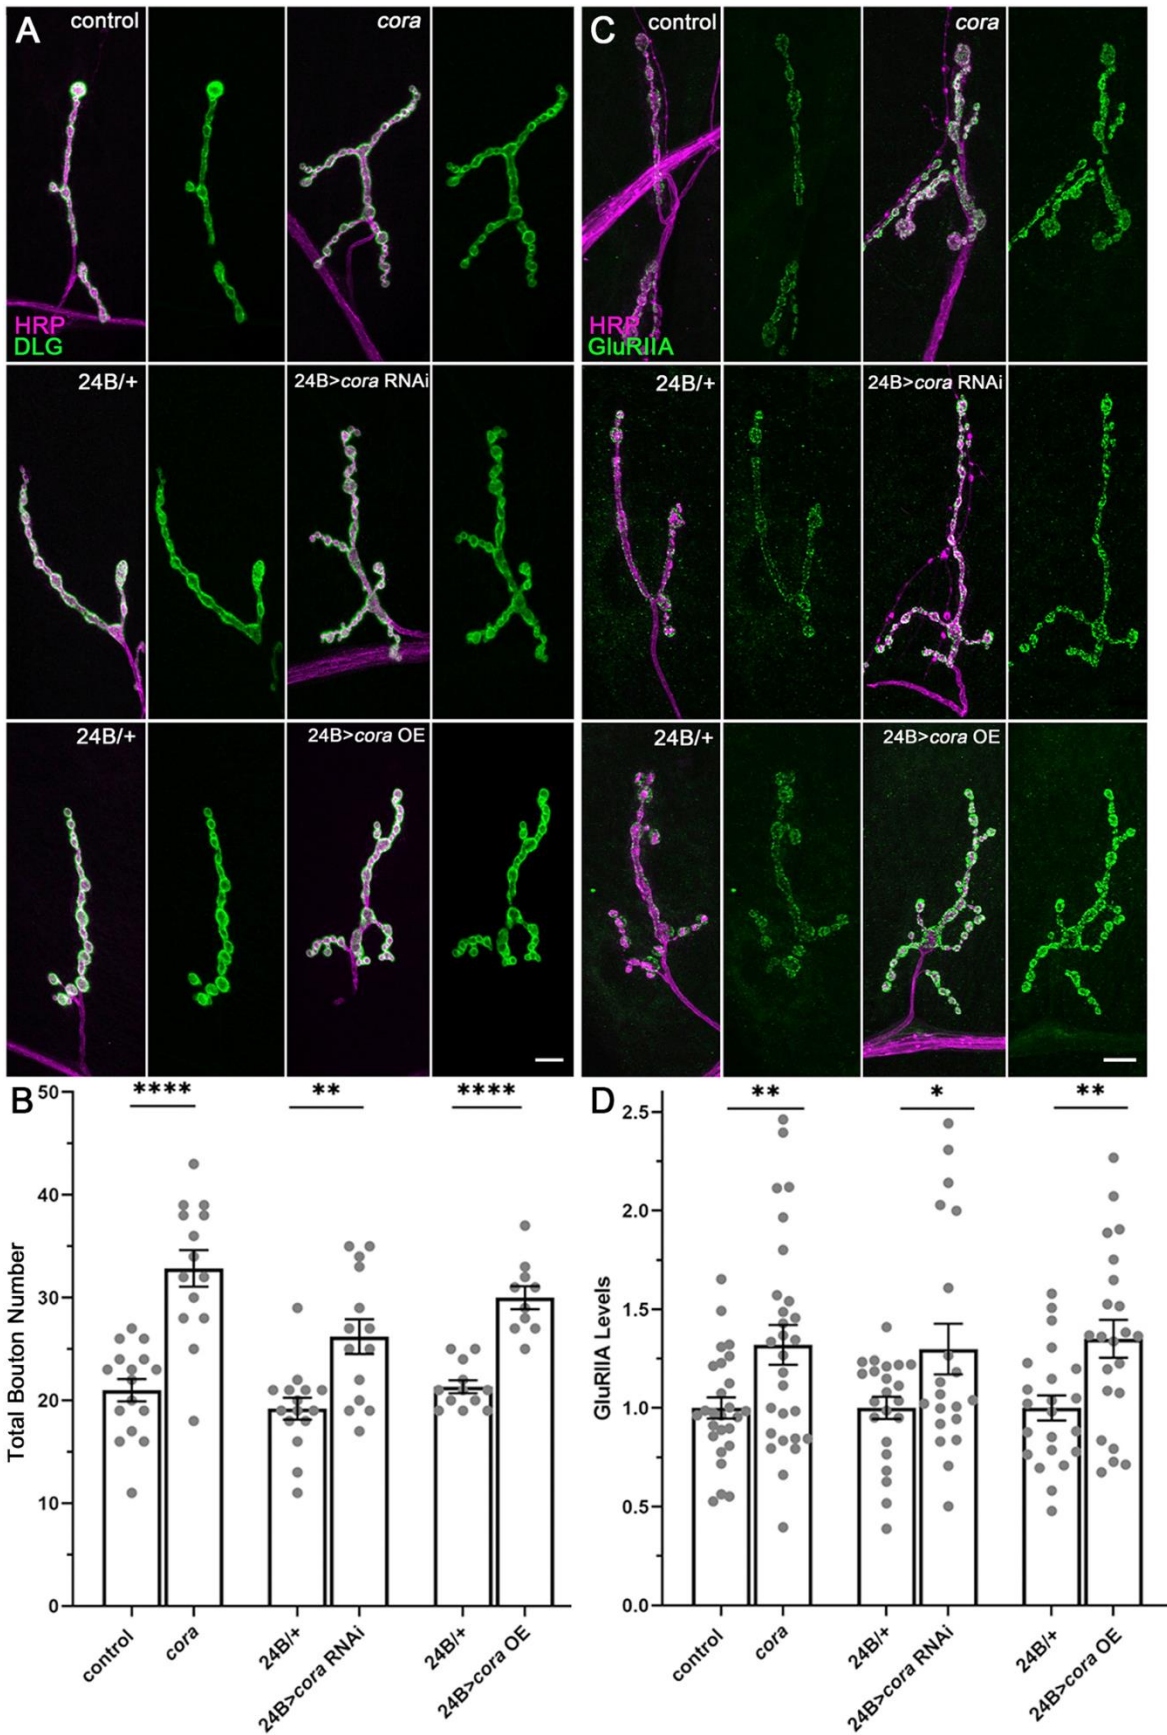 A
control
cora
HRP
DLG
24B/+
24B>cora RNAi
24B/+
24B>cora OE
C
control
cora
HRP
GluRIIA
24B/+
24B>cora RNAi
24B/+
24B>cora OE
B
Total Bouton Number
50
40
30
20
10
0
****
**
****
control
cora
24B/+
24B>cora RNAi
24B/+
24B>cora OE
D
GluRIIA Levels
2.5
2.0
1.5
1.0
0.5
0.0
**
*
**
control
cora
24B/+
24B>cora RNAi
24B/+
24B>cora OE